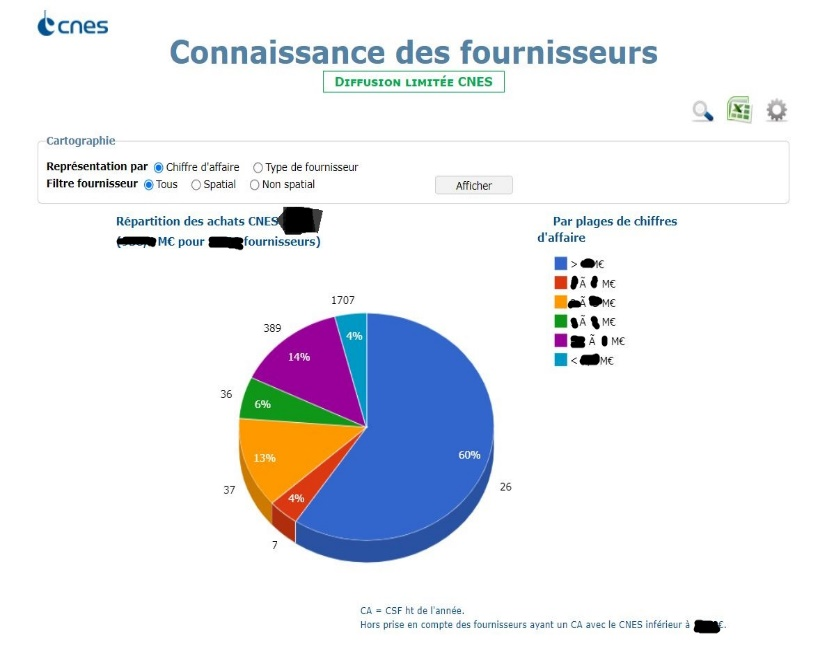 cnes
Connaissance des fournisseurs
DIFFUSION LIMITÉE CNES
Cartographie
Représentation par Chiffre d'affaire Type de fournisseur
Filtre fournisseur Tous Spatial Non spatial
Afficher
Répartition des achats CNES
M€ pour fournisseurs)
Par plages de chiffres
d'affaire
> M€
Ã M€
Ã M€
Ã M€
Ã M€
< M€
1707
389
4%
14%
36
6%
13%
60%
37
26
4%
7
CA = CSF ht de l'année.
Hors prise en compte des fournisseurs ayant un CA avec le CNES inférieur à €.